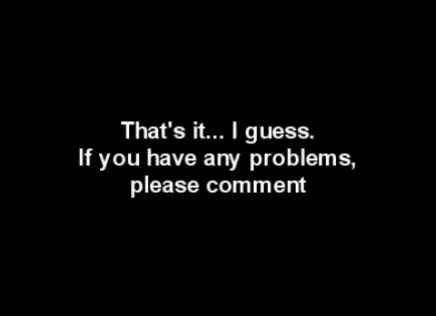 That's it... I guess.
If you have any problems,
please comment